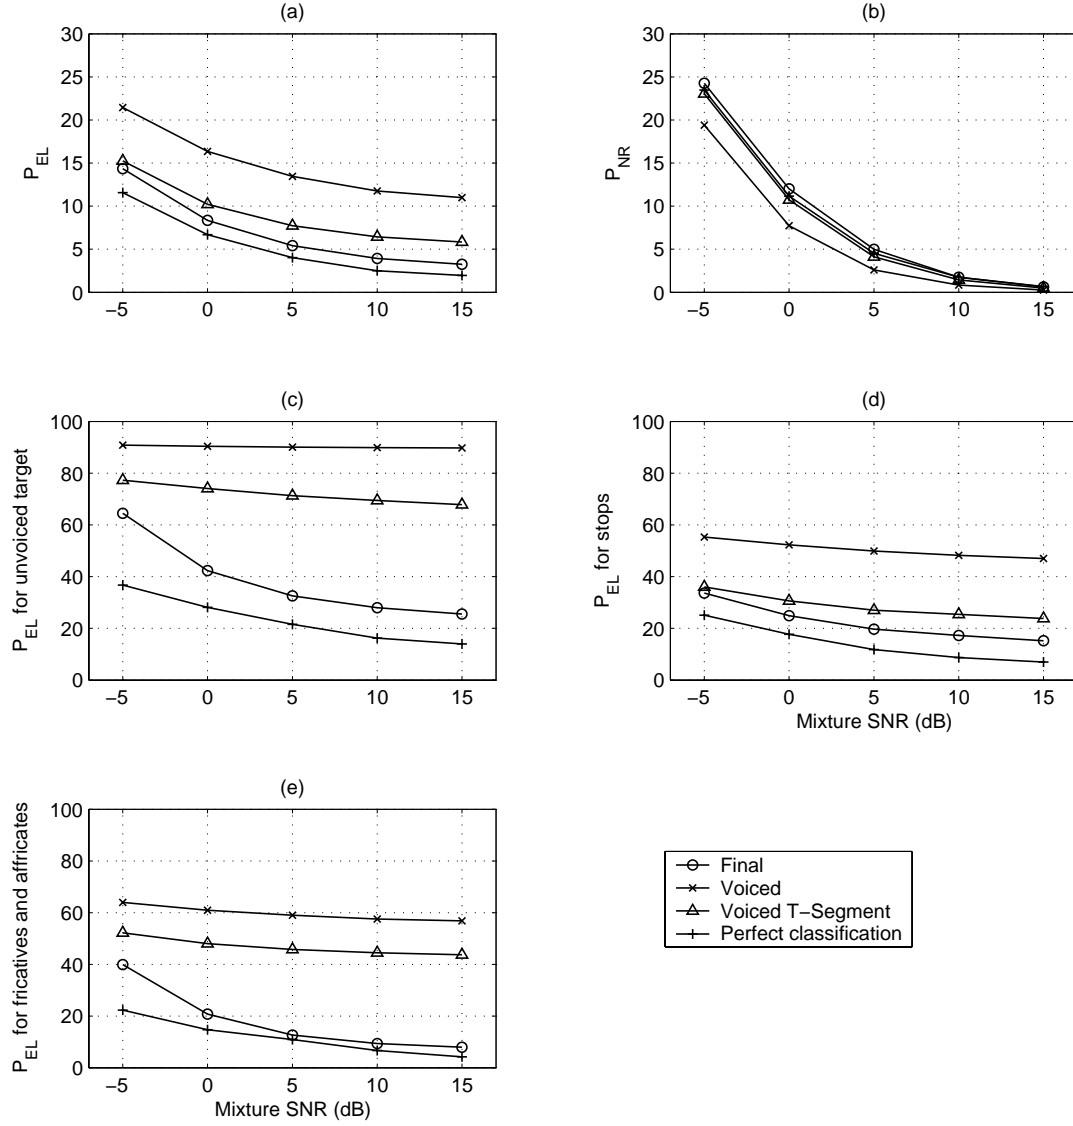 (a)
30
25
20
15
10
5
0
P_EL
−5 0 5 10 15
(b)
30
25
20
15
10
5
0
P_NR
−5 0 5 10 15
(c)
100
80
60
40
20
0
P_EL for unvoiced target
−5 0 5 10 15
(d)
100
80
60
40
20
0
P_EL for stops
−5 0 5 10 15
Mixture SNR (dB)
(e)
100
80
60
40
20
0
P_EL for fricatives and affricates
−5 0 5 10 15
Mixture SNR (dB)
Final
Voiced
Voiced T−Segment
Perfect classification